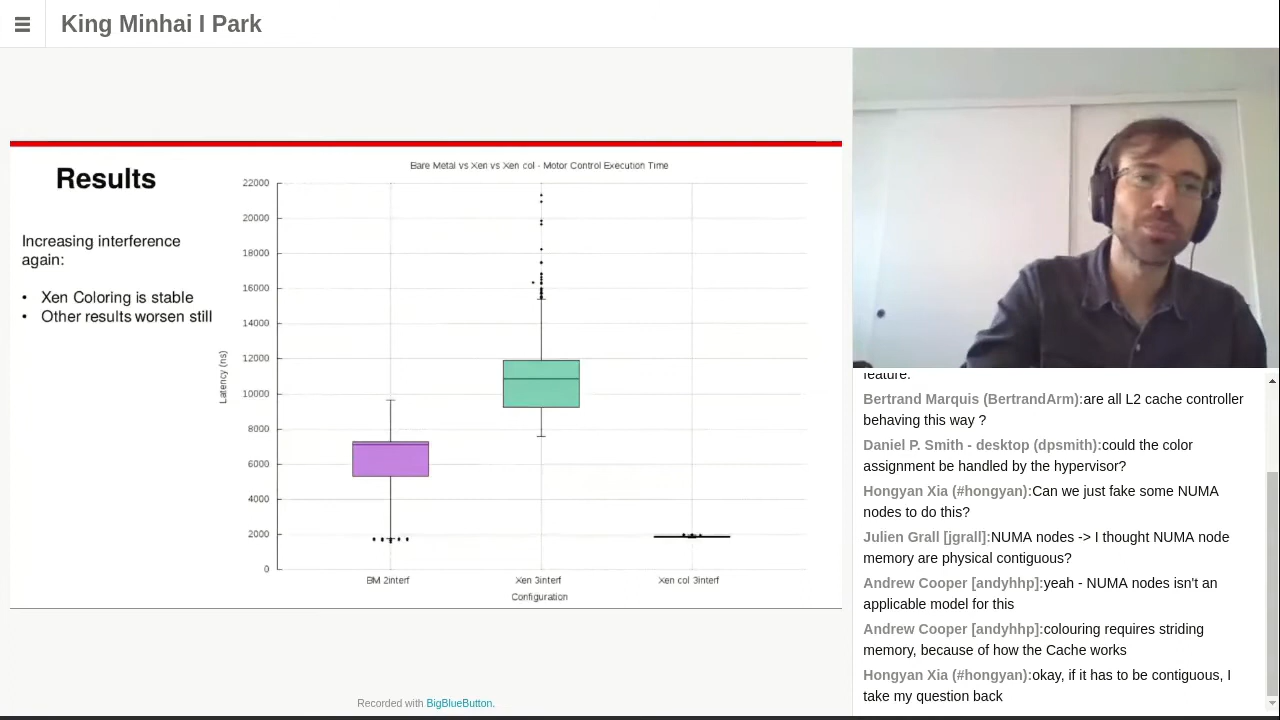 King Minhai I Park
Results
Increasing interference
again:
• Xen Coloring is stable
• Other results worsen still
Bare Metal vs Xen vs Xen col - Motor Control Execution Time
Latency (ns)
22000
20000
18000
16000
14000
12000
10000
8000
6000
4000
2000
0
BM 2interf
Xen 3interf
Xen col 3interf
Configuration
Recorded with BigBlueButton.
feature.
Bertrand Marquis (BertrandArm):are all L2 cache controller
behaving this way ?
Daniel P. Smith - desktop (dpsmith):could the color
assignment be handled by the hypervisor?
Hongyan Xia (#hongyan):Can we just fake some NUMA
nodes to do this?
Julien Grall [jgrall]:NUMA nodes -> I thought NUMA node
memory are physical contiguous?
Andrew Cooper [andyhhp]:yeah - NUMA nodes isn't an
applicable model for this
Andrew Cooper [andyhhp]:colouring requires striding
memory, because of how the Cache works
Hongyan Xia (#hongyan):okay, if it has to be contiguous, I
take my question back